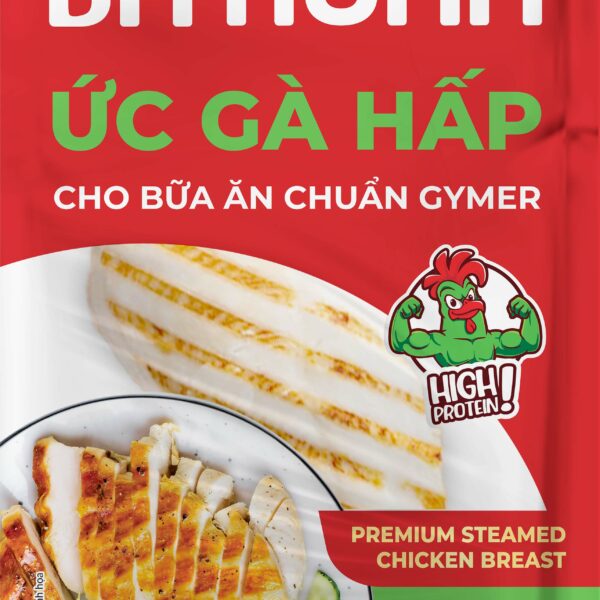 ỨC GÀ HẤP
CHO BỮA ĂN CHUẨN GYMER
HIGH
PROTEIN!
PREMIUM STEAMED
CHICKEN BREAST